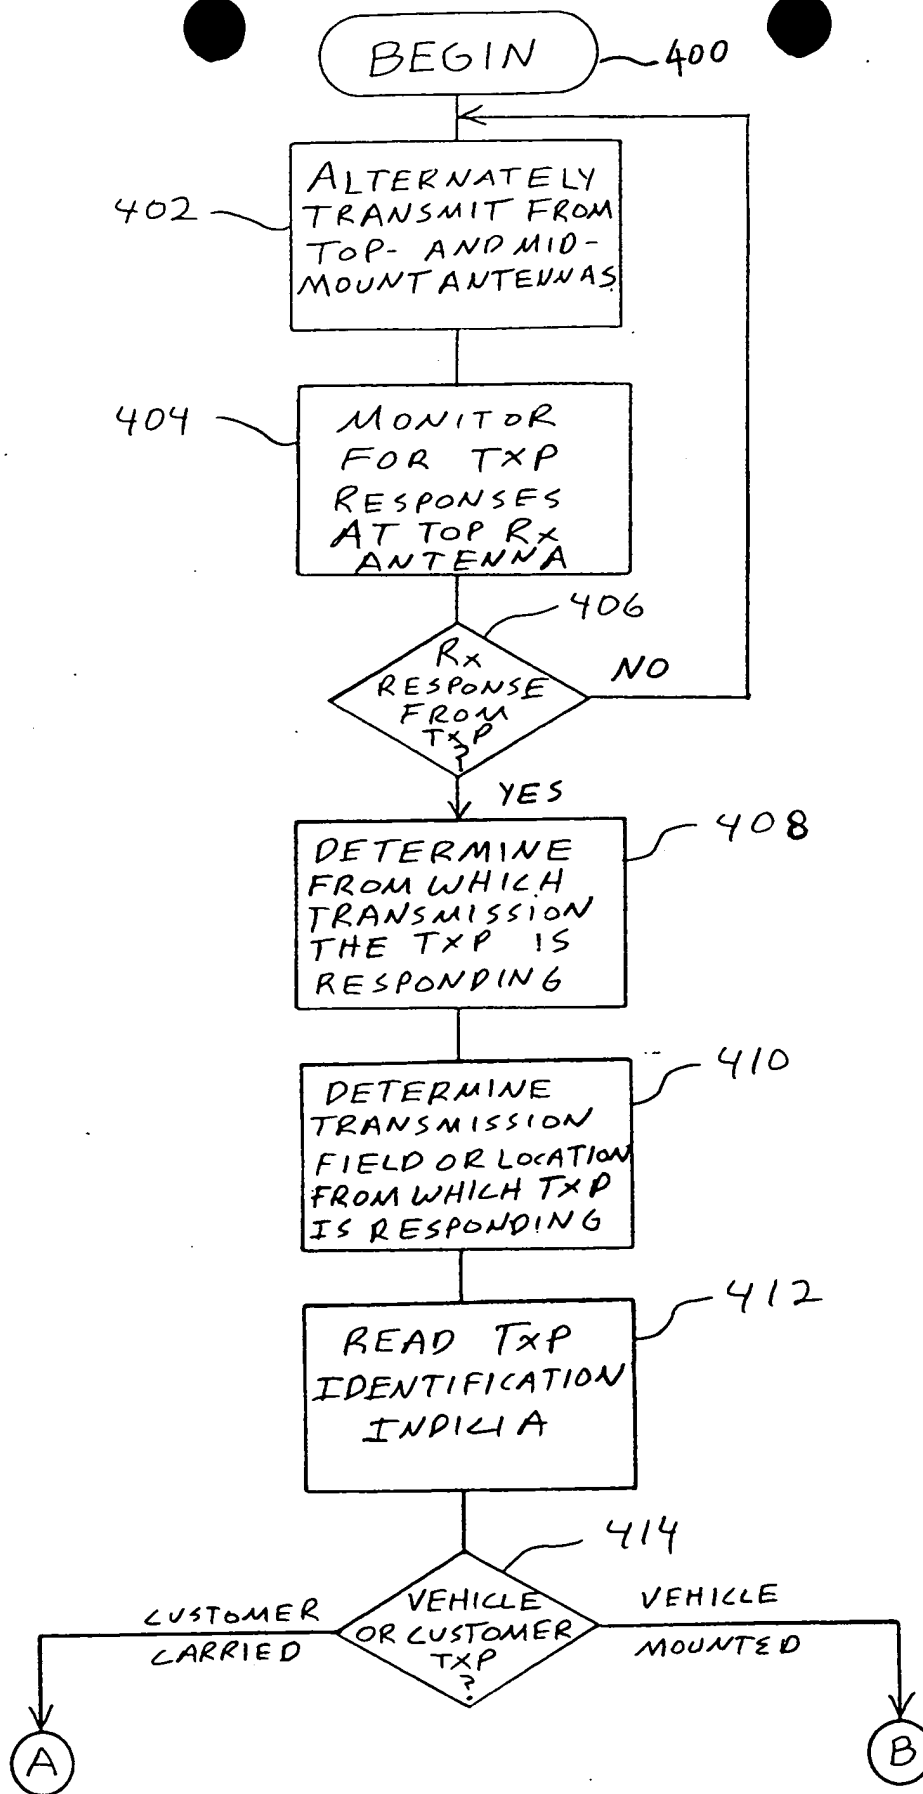 BEGIN
400
402
ALTERNATELY
TRANSMIT FROM
TOP- AND MID-
MOUNT ANTENNAS
404
MONITOR
FOR TXP
RESPONSES
AT TOP Rx
ANTENNA
406
Rx
RESPONSE
FROM
TXP
?
NO
YES
408
DETERMINE
FROM WHICH
TRANSMISSION
THE TXP IS
RESPONDING
410
DETERMINE
TRANSMISSION
FIELD OR LOCATION
FROM WHICH TXP
IS RESPONDING
412
READ TXP
IDENTIFICATION
INDICIA
414
VEHICLE
OR CUSTOMER
TXP
?
CUSTOMER
CARRIED
VEHICLE
MOUNTED
A
B